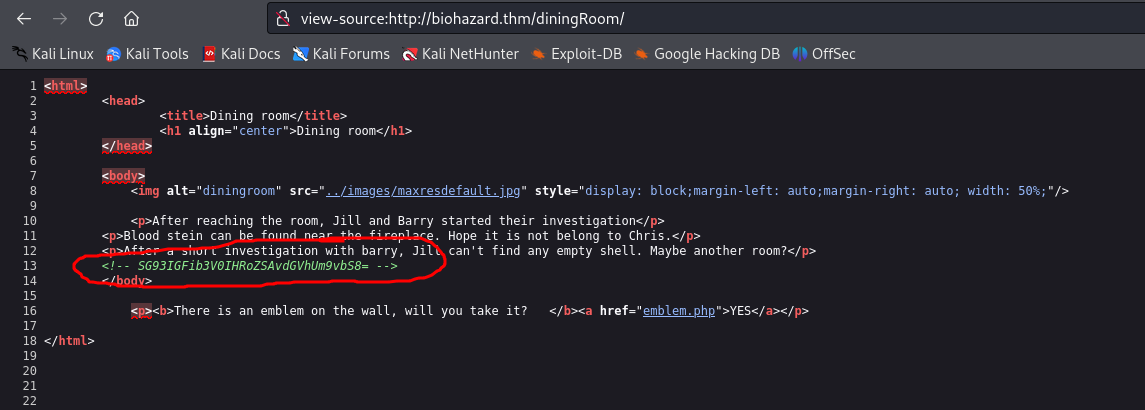 view-source:http://biohazard.thm/diningRoom/
Kali Linux Kali Tools Kali Docs Kali Forums Kali NetHunter Exploit-DB Google Hacking DB OffSec
1 <html>
2 <head>
3 <title>Dining room</title>
4 <h1 align="center">Dining room</h1>
5 </head>
6
7 <body>
8 <img alt="diningroom" src="../images/maxresdefault.jpg" style="display: block;margin-left: auto;margin-right: auto; width: 50%;"/>
9
10 <p>After reaching the room, Jill and Barry started their investigation</p>
11 <p>Blood stein can be found near the fireplace. Hope it is not belong to Chris.</p>
12 <p>After a short investigation with barry, Jill can't find any empty shell. Maybe another room?</p>
13 <!-- SG93IGFib3V0IHRoZSAvdGVhUm9vbS8= -->
14 </body>
15
16 <p><b>There is an emblem on the wall, will you take it? </b><a href="emblem.php">YES</a></p>
17
18 </html>
19
20
21
22